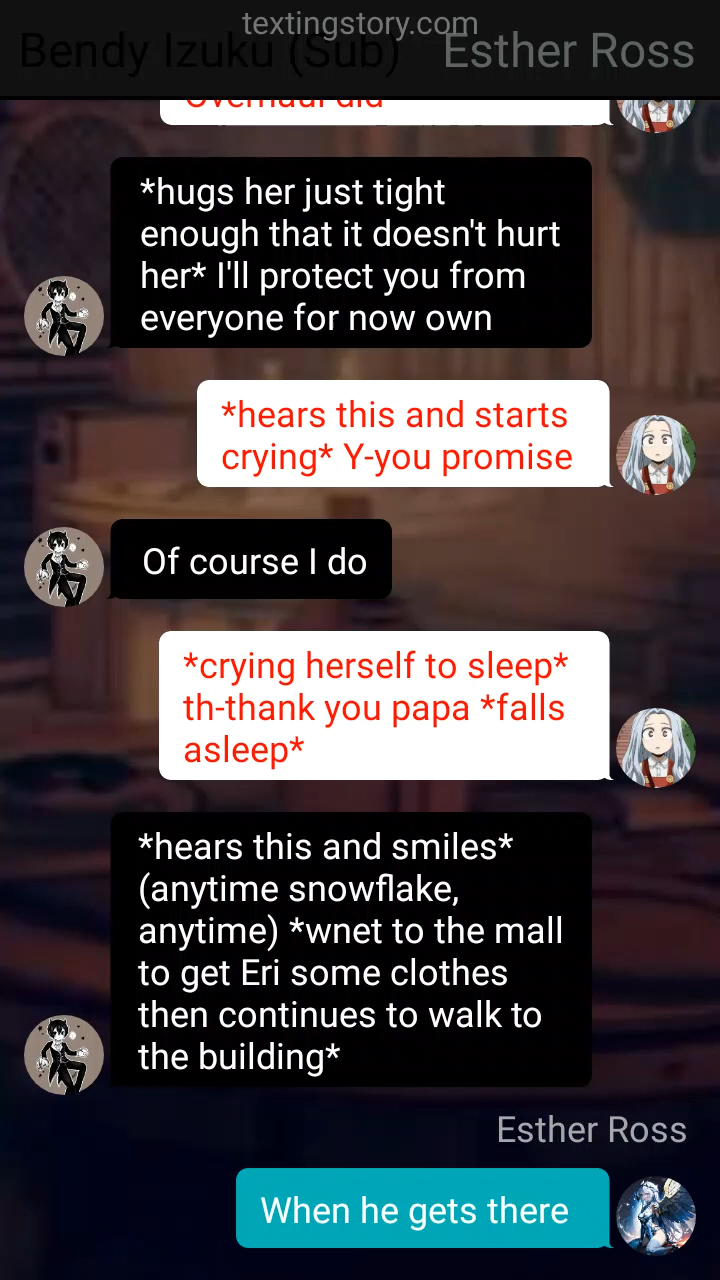 textingstory.com
Bendy Izuku (Sub) Esther Ross
Overhaul did
*hugs her just tight
enough that it doesn't hurt
her* I'll protect you from
everyone for now own
*hears this and starts
crying* Y-you promise
Of course I do
*crying herself to sleep*
th-thank you papa *falls
asleep*
*hears this and smiles*
(anytime snowflake,
anytime) *wnet to the mall
to get Eri some clothes
then continues to walk to
the building*
Esther Ross
When he gets there